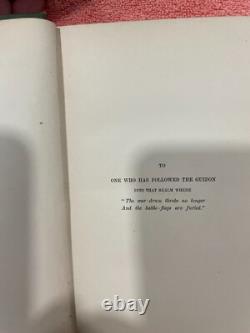 TO
ONE WHO HAS FOLLOWED THE GUIDON
INTO THAT REALM WHERE
"The war drum throbs no longer
And the battle-flags are furled."
ebay